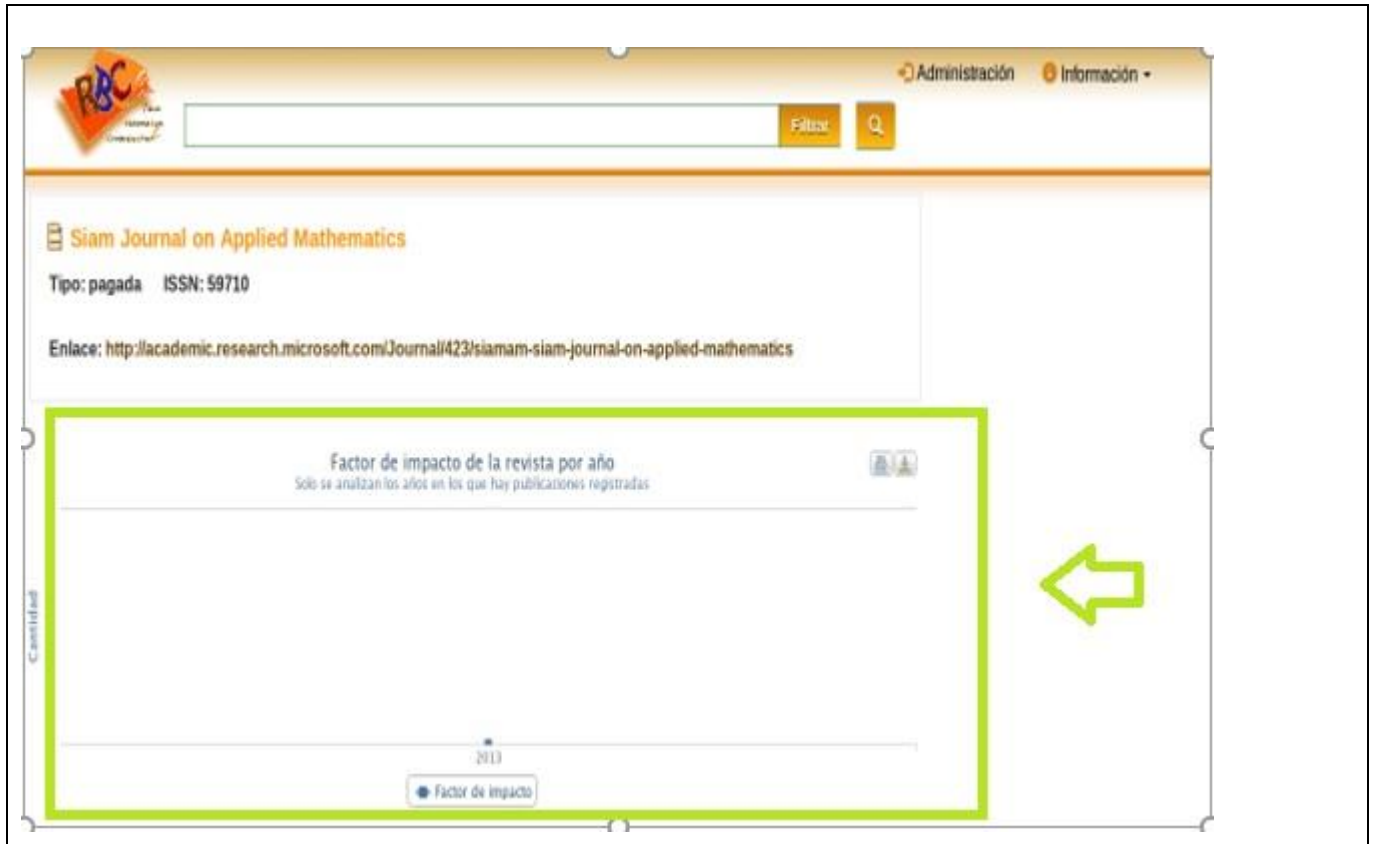 RBC
Administración Información
Filtrar
Siam Journal on Applied Mathematics
Tipo: pagada ISSN: 59710
Enlace: http://academic.research.microsoft.com/Journal/423/siamam-siam-journal-on-applied-mathematics
Factor de impacto de la revista por año
Solo se analizan los años en los que hay publicaciones registradas
Cantidad
2013
Factor de impacto